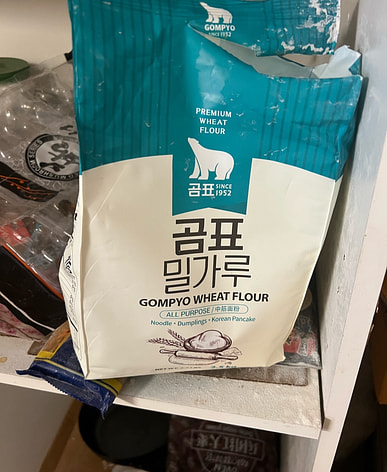 GOMPYO
SINCE 1952
PREMIUM
WHEAT
FLOUR
곰표 SINCE 1952
곰표
밀가루
GOMPYO WHEAT FLOUR
ALL PURPOSE / 中筋面粉
Noodle • Dumplings • Korean Pancake